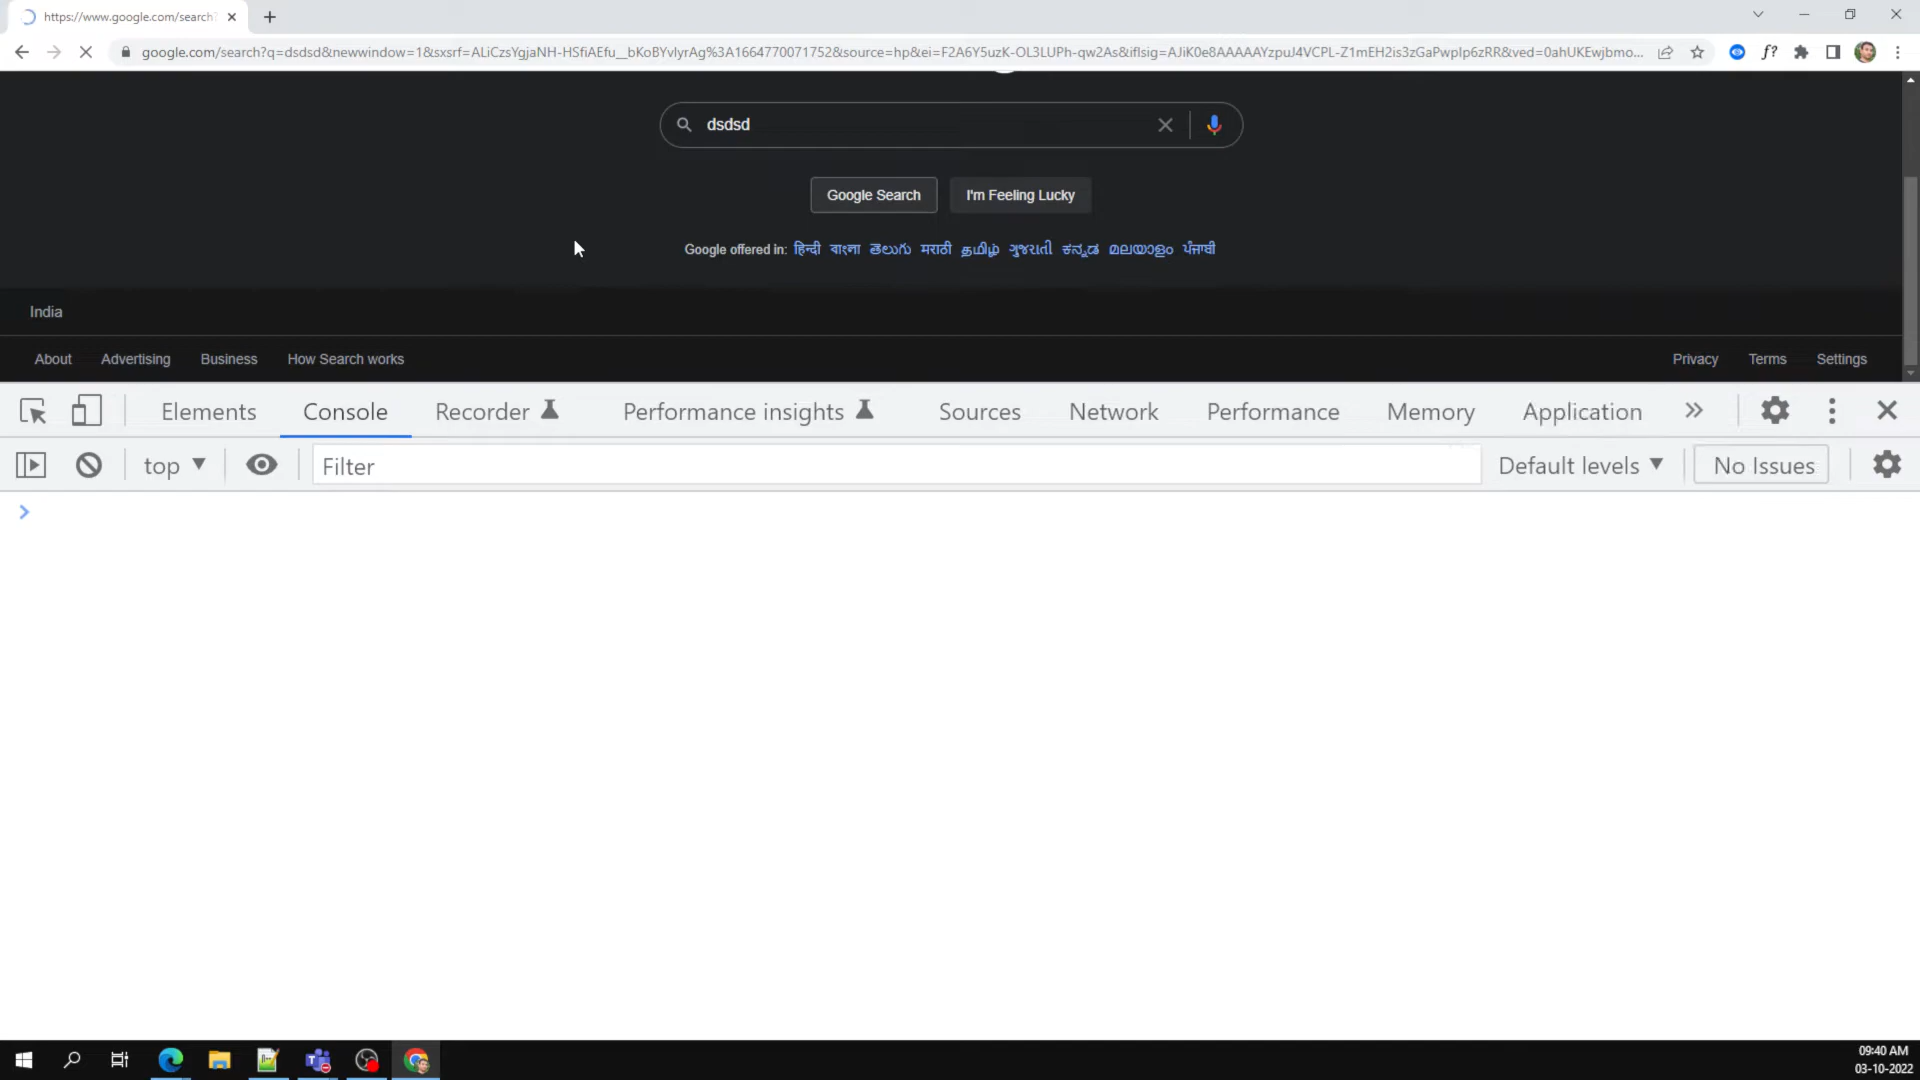 https://www.google.com/search?
google.com/search?q=dsdsd&newwindow=1&sxsrf=ALiCzsYgjaNH-HSfiAEfu__bKoBYvIyrAg%3A1664770071752&source=hp&ei=F2A6Y5uzK-OL3LUPh-qw2As&iflsig=AJiK0e8AAAAAYzpuJ4VCPL-Z1mEH2is3zGaPwpIp6zRR&ved=0ahUKEwjbmo...
f?
dsdsd
Google Search I'm Feeling Lucky
Google offered in: हिन्दी বাংলা తెలుగు मराठी தமிழ் ગુજરાતી ಕನ್ನಡ മലയാളം ਪੰਜਾਬੀ
India
About Advertising Business How Search works Privacy Terms Settings
Elements Console Recorder Performance insights Sources Network Performance Memory Application
top Filter Default levels No Issues
09:40 AM
03-10-2022